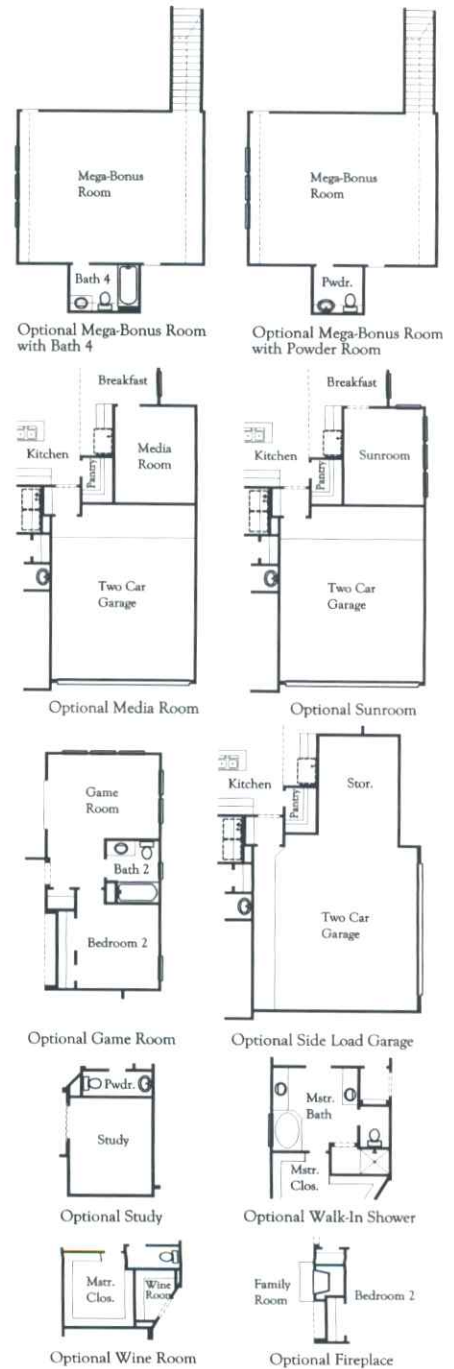 Mega-Bonus
Room
Bath 4
Optional Mega-Bonus Room
with Bath 4
Mega-Bonus
Room
Pwdr.
Optional Mega-Bonus Room
with Powder Room
Breakfast
Kitchen
Pantry
Media
Room
Two Car
Garage
Optional Media Room
Breakfast
Kitchen
Pantry
Sunroom
Two Car
Garage
Optional Sunroom
Game
Room
Bath 2
Bedroom 2
Optional Game Room
Kitchen
Pantry
Stor.
Two Car
Garage
Optional Side Load Garage
Pwdr.
Study
Optional Study
Mstr.
Bath
Mstr.
Clos.
Optional Walk-In Shower
Mstr.
Clos.
Wine
Room
Optional Wine Room
Family
Room
Bedroom 2
Optional Fireplace